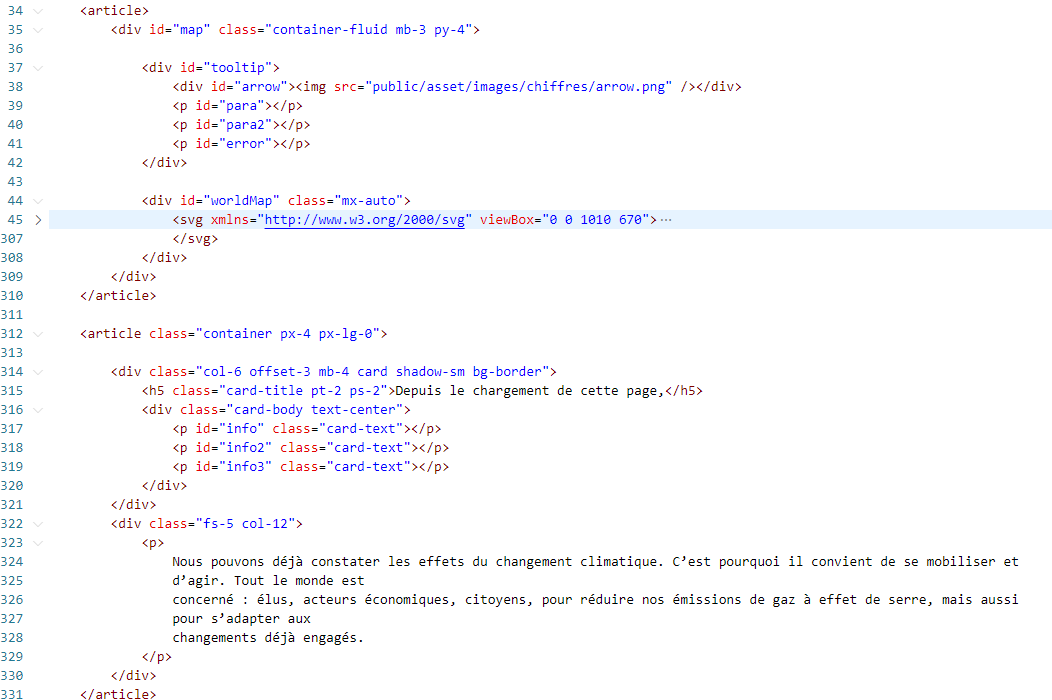 34 <article>
35 <div id="map" class="container-fluid mb-3 py-4">
36
37 <div id="tooltip">
38 <div id="arrow"><img src="public/asset/images/chiffres/arrow.png" /></div>
39 <p id="para"></p>
40 <p id="para2"></p>
41 <p id="error"></p>
42 </div>
43
44 <div id="worldMap" class="mx-auto">
45 <svg xmlns="http://www.w3.org/2000/svg" viewBox="0 0 1010 670">⋯
307 </svg>
308 </div>
309 </div>
310 </article>
311
312 <article class="container px-4 px-lg-0">
313
314 <div class="col-6 offset-3 mb-4 card shadow-sm bg-border">
315 <h5 class="card-title pt-2 ps-2">Depuis le chargement de cette page,</h5>
316 <div class="card-body text-center">
317 <p id="info" class="card-text"></p>
318 <p id="info2" class="card-text"></p>
319 <p id="info3" class="card-text"></p>
320 </div>
321 </div>
322 <div class="fs-5 col-12">
323 <p>
324 Nous pouvons déjà constater les effets du changement climatique. C’est pourquoi il convient de se mobiliser et
325 d’agir. Tout le monde est
326 concerné : élus, acteurs économiques, citoyens, pour réduire nos émissions de gaz à effet de serre, mais aussi
327 pour s’adapter aux
328 changements déjà engagés.
329 </p>
330 </div>
331 </article>